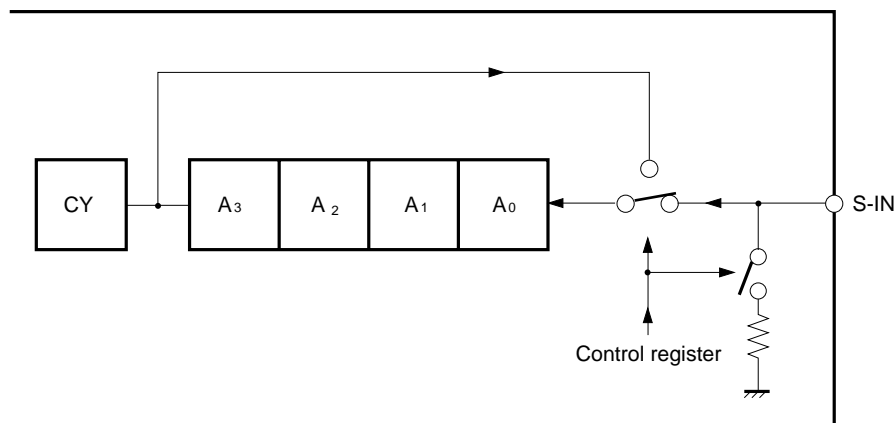 CY
A3
A2
A1
A0
S-IN
Control register